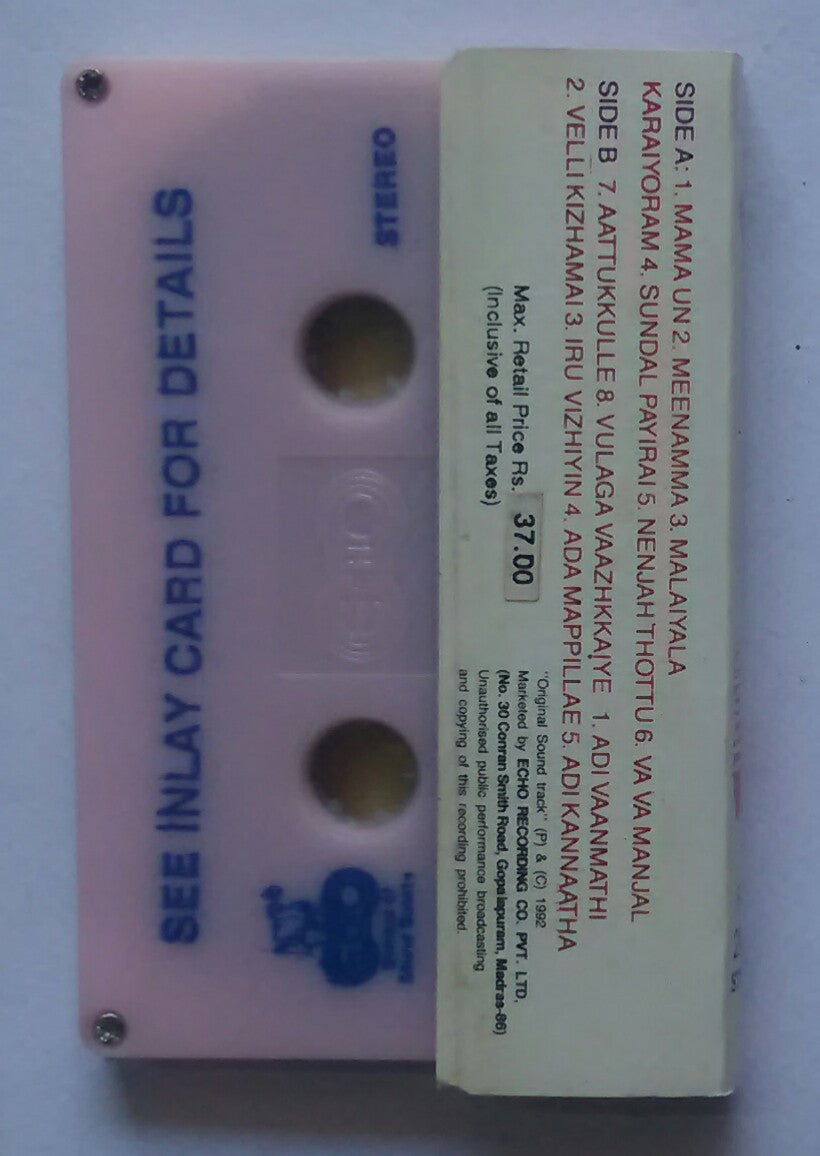 SIDE A: 1. MAMA UN 2. MEENAMMA 3. MALAIYALA
KARAIYORAM 4. SUNDAL PAYIRAI 5. NENJAH THOTTU 6. VA VA MANJAL
SIDE B 7. AATTUKKULLE 8. VULAGA VAAZHKKAIYE 1. ADI VAANMATHI
2. VELLI KIZHAMAI 3. IRU VIZHIYIN 4. ADA MAPPILLAE 5. ADI KANNAATHA
Max. Retail Price Rs. 37.00
(Inclusive of all Taxes)
"Original Sound track" (P) & (C) 1992
Marketed by ECHO RECORDING CO. PVT. LTD,
(No. 30 Conran Smith Road, Gopalapuram, Madras-86)
Unauthorised public performance broadcasting
and copying of this recording prohibited.
STEREO
SEE INLAY CARD FOR DETAILS
ECHO